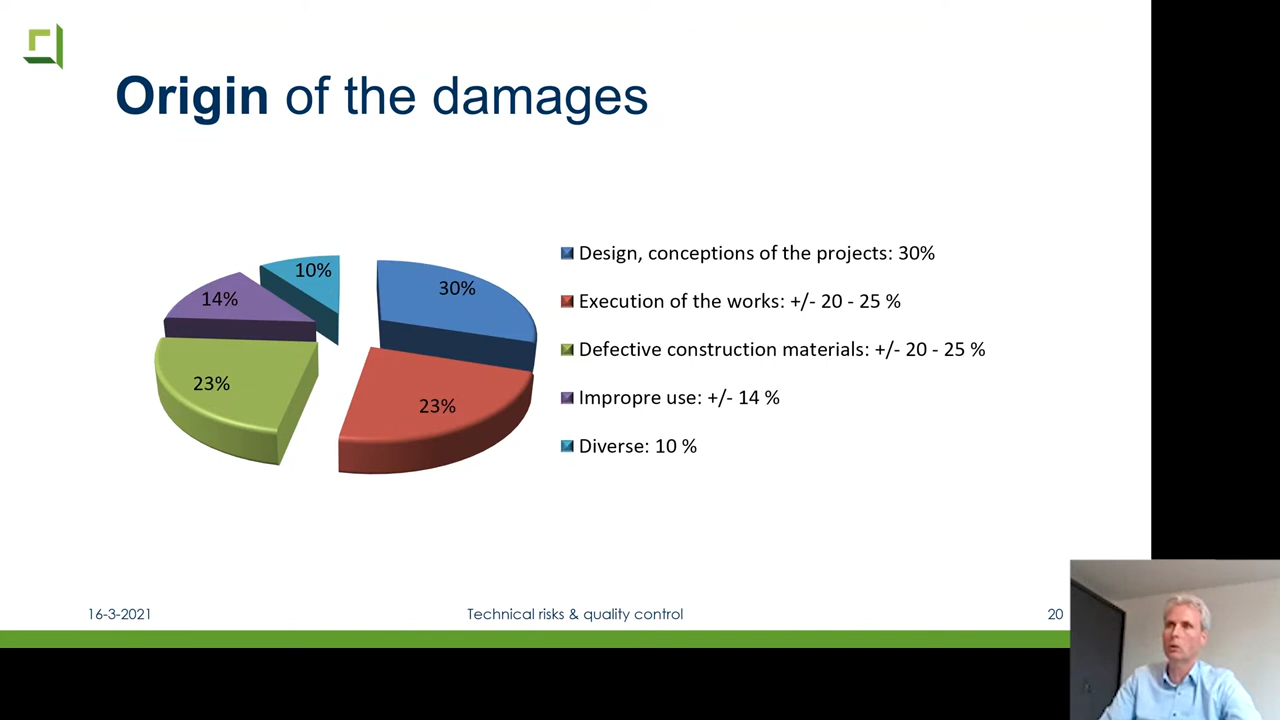 Origin of the damages
10%
30%
14%
23%
23%
Design, conceptions of the projects: 30%
Execution of the works: +/- 20 - 25 %
Defective construction materials: +/- 20 - 25 %
Impropre use: +/- 14 %
Diverse: 10 %
16-3-2021
Technical risks & quality control
20